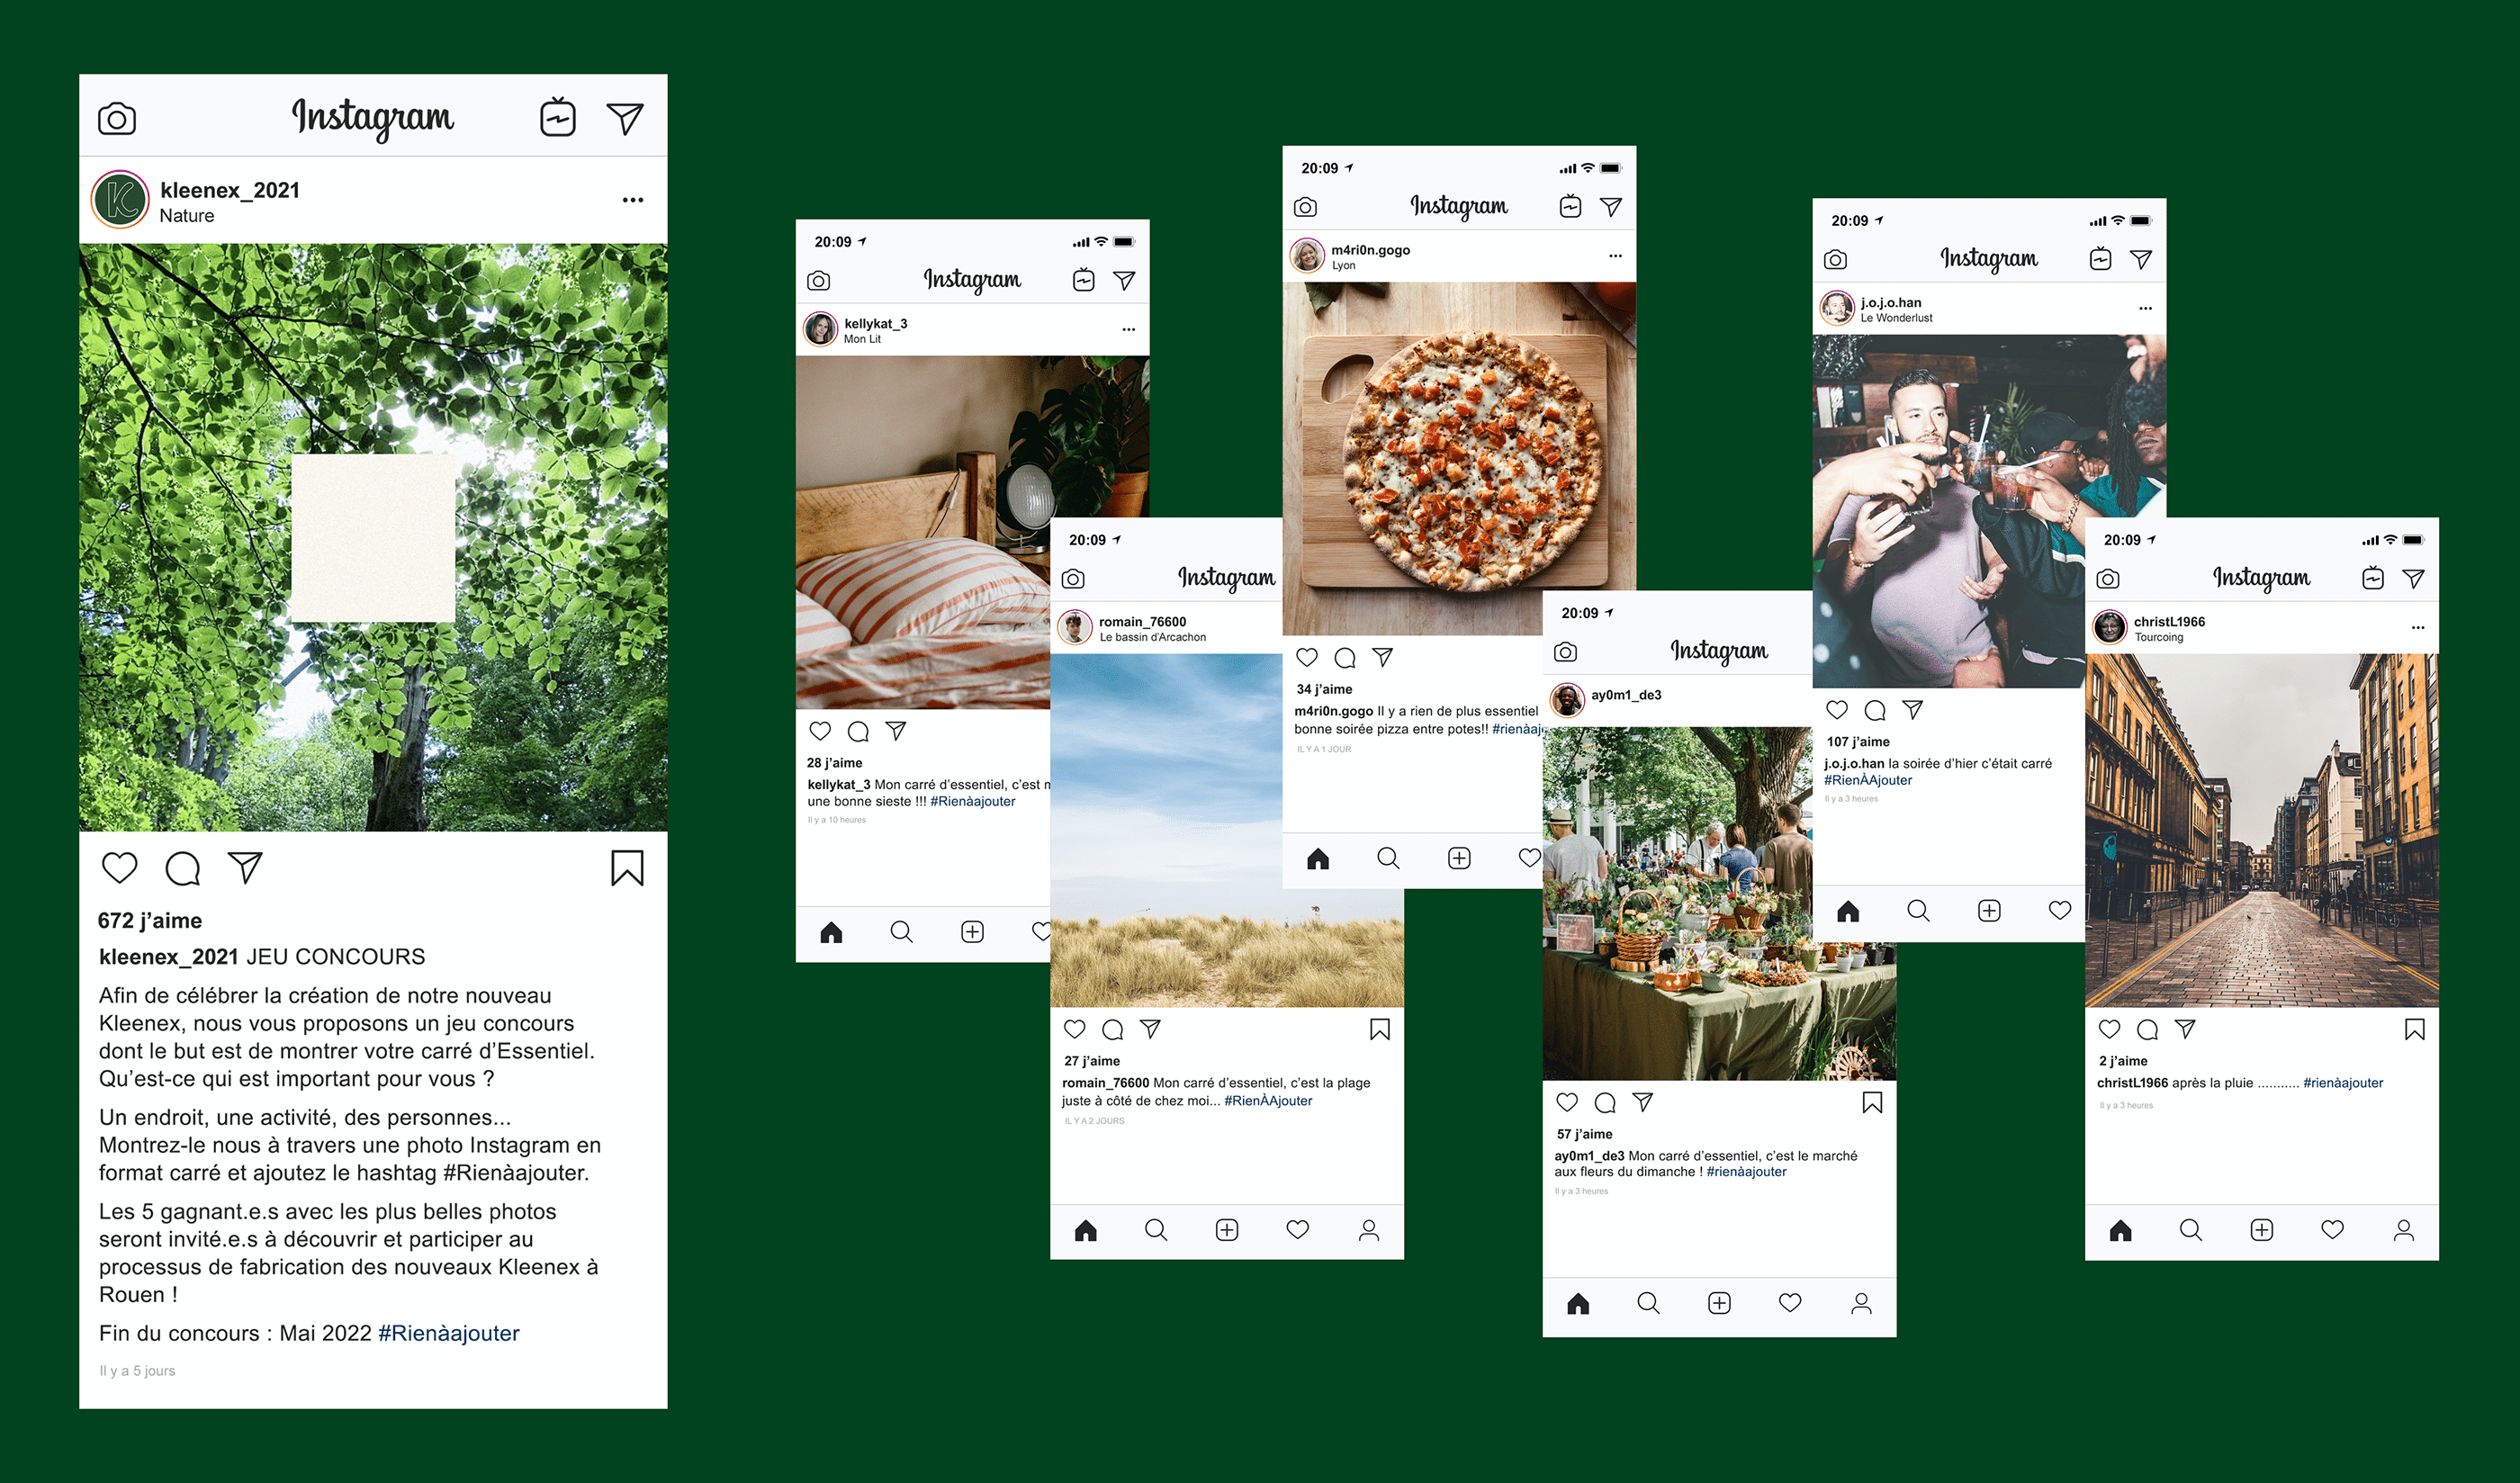 Instagram
kleenex_2021
Nature
672 j’aime
kleenex_2021 JEU CONCOURS
Afin de célébrer la création de notre nouveau
Kleenex, nous vous proposons un jeu concours
dont le but est de montrer votre carré d’Essentiel.
Qu’est-ce qui est important pour vous ?
Un endroit, une activité, des personnes...
Montrez-le nous à travers une photo Instagram en
format carré et ajoutez le hashtag #Rienàajouter.
Les 5 gagnant.e.s avec les plus belles photos
seront invité.e.s à découvrir et participer au
processus de fabrication des nouveaux Kleenex à
Rouen !
Fin du concours : Mai 2022 #Rienàajouter
Il y a 5 jours
20:09
Instagram
kellykat_3
Mon Lit
28 j’aime
kellykat_3 Mon carré d’essentiel, c’est
une bonne sieste !!! #Rienàajouter
Il y a 10 heures
20:09
Instagram
romain_76600
Le bassin d’Arcachon
27 j’aime
romain_76600 Mon carré d’essentiel, c’est la plage
juste à côté de chez moi... #RienÀAjouter
IL Y A 2 JOURS
20:09
Instagram
m4ri0n.gogo
Lyon
34 j’aime
m4ri0n.gogo Il y a rien de plus essentiel
bonne soirée pizza entre potes!! #rienàaj
IL Y A 1 JOUR
20:09
Instagram
ay0m1_de3
57 j’aime
ay0m1_de3 Mon carré d’essentiel, c’est le marché
aux fleurs du dimanche ! #rienàajouter
Il y a 3 heures
20:09
Instagram
j.o.j.o.han
Le Wonderlust
107 j’aime
j.o.j.o.han la soirée d’hier c’était carré
#RienÀAjouter
Il y a 3 heures
20:09
Instagram
christL1966
Tourcoing
2 j’aime
christL1966 après la pluie ........... #rienàajouter
Il y a 3 heures